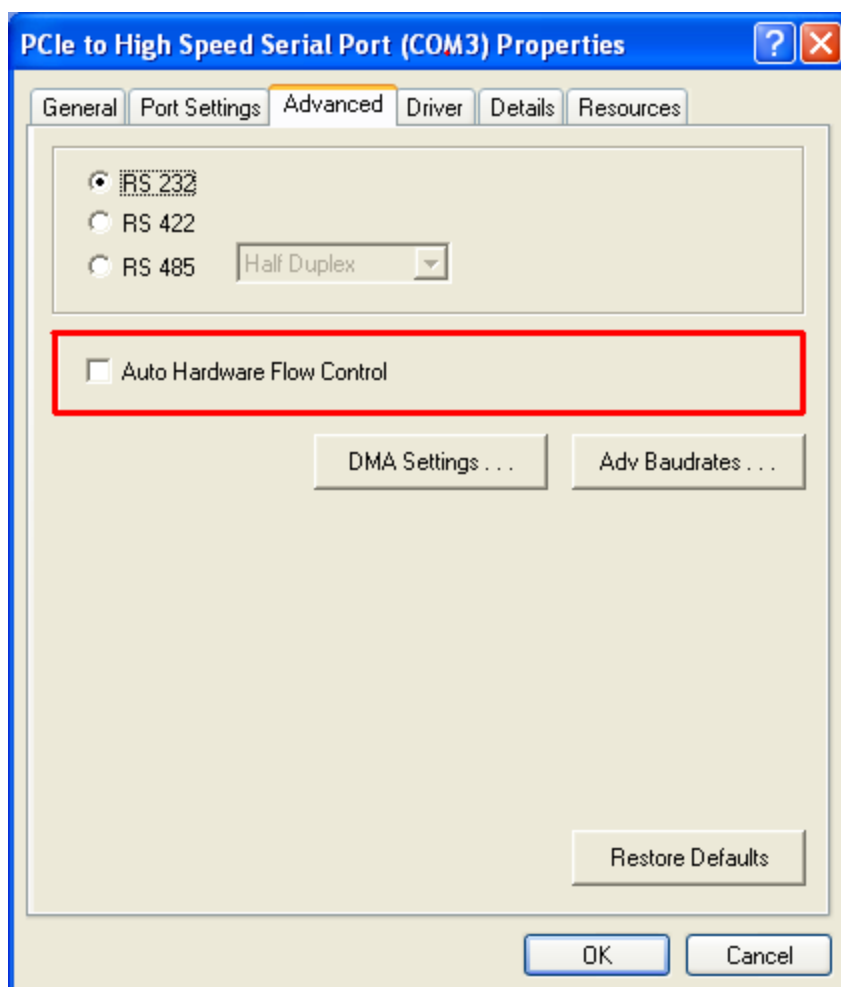 PCIe to High Speed Serial Port (COM3) Properties
General Port Settings Advanced Driver Details Resources
RS 232
RS 422
RS 485 Half Duplex
Auto Hardware Flow Control
DMA Settings . . . Adv Baudrates . . .
Restore Defaults
OK Cancel